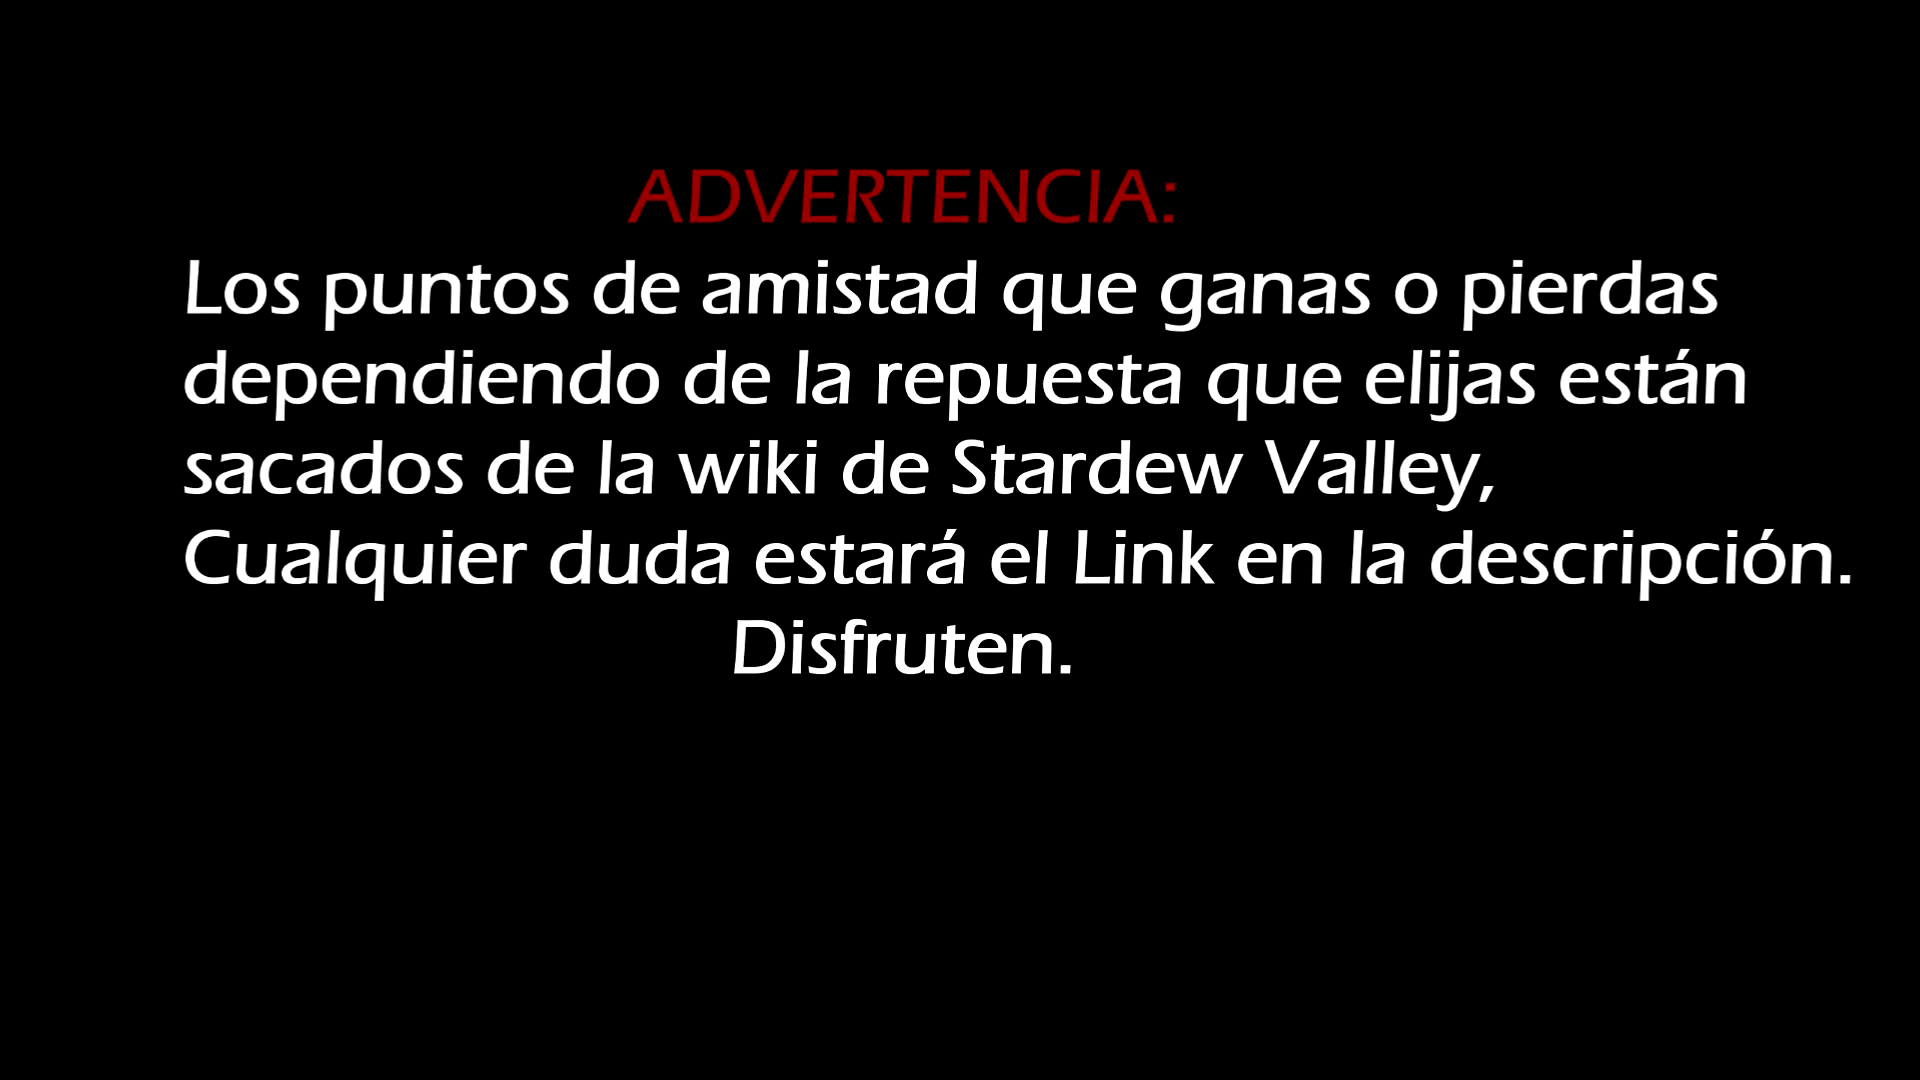 ADVERTENCIA:
Los puntos de amistad que ganas o pierdas
dependiendo de la repuesta que elijas están
sacados de la wiki de Stardew Valley,
Cualquier duda estará el Link en la descripción.
Disfruten.